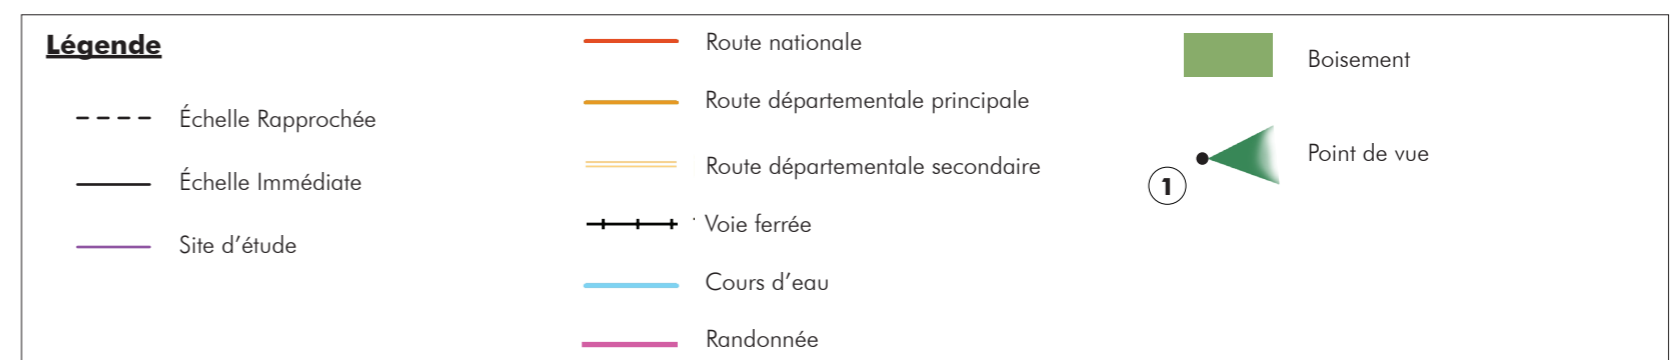 Légende
Échelle Rapprochée
Échelle Immédiate
Site d’étude
Route nationale
Route départementale principale
Route départementale secondaire
Voie ferrée
Cours d’eau
Randonnée
Boisement
1
Point de vue